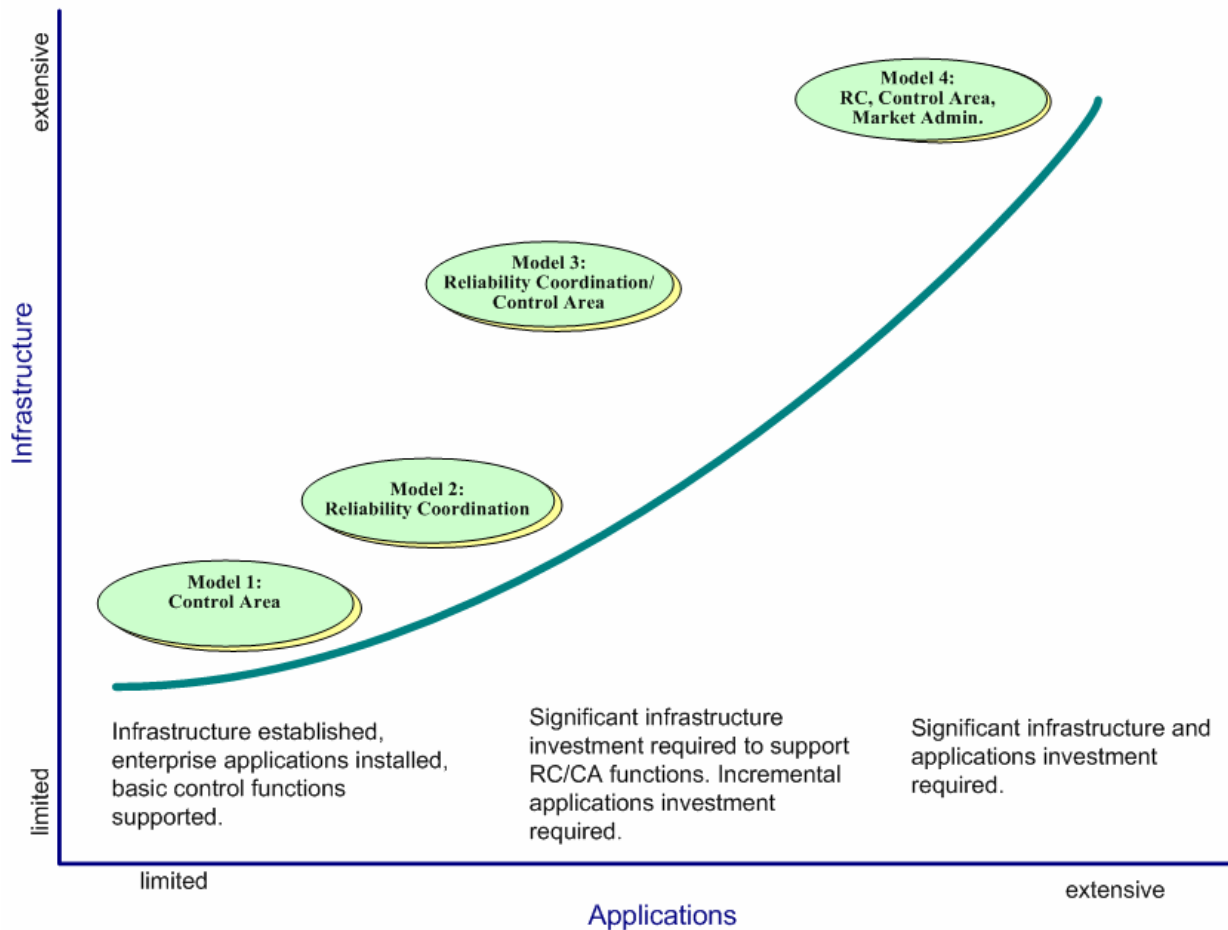 extensive
Model 4:
RC, Control Area,
Market Admin.
Model 3:
Reliability Coordination/
Control Area
Infrastructure
Model 2:
Reliability Coordination
Model 1:
Control Area
Infrastructure established,
enterprise applications installed,
basic control functions
supported.
Significant infrastructure
investment required to support
RC/CA functions. Incremental
applications investment
required.
Significant infrastructure and
applications investment
required.
limited
limited
extensive
Applications